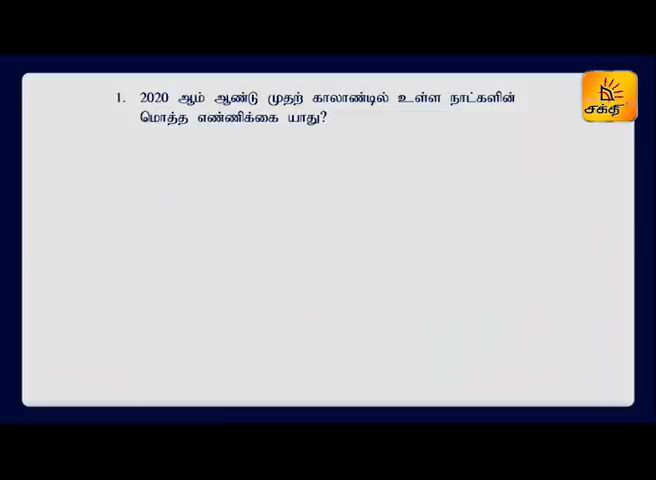 1. 2020 ஆம் ஆண்டு முதற் காலாண்டில் உள்ள நாட்களின்
மொத்த எண்ணிக்கை யாது?
சக்தி